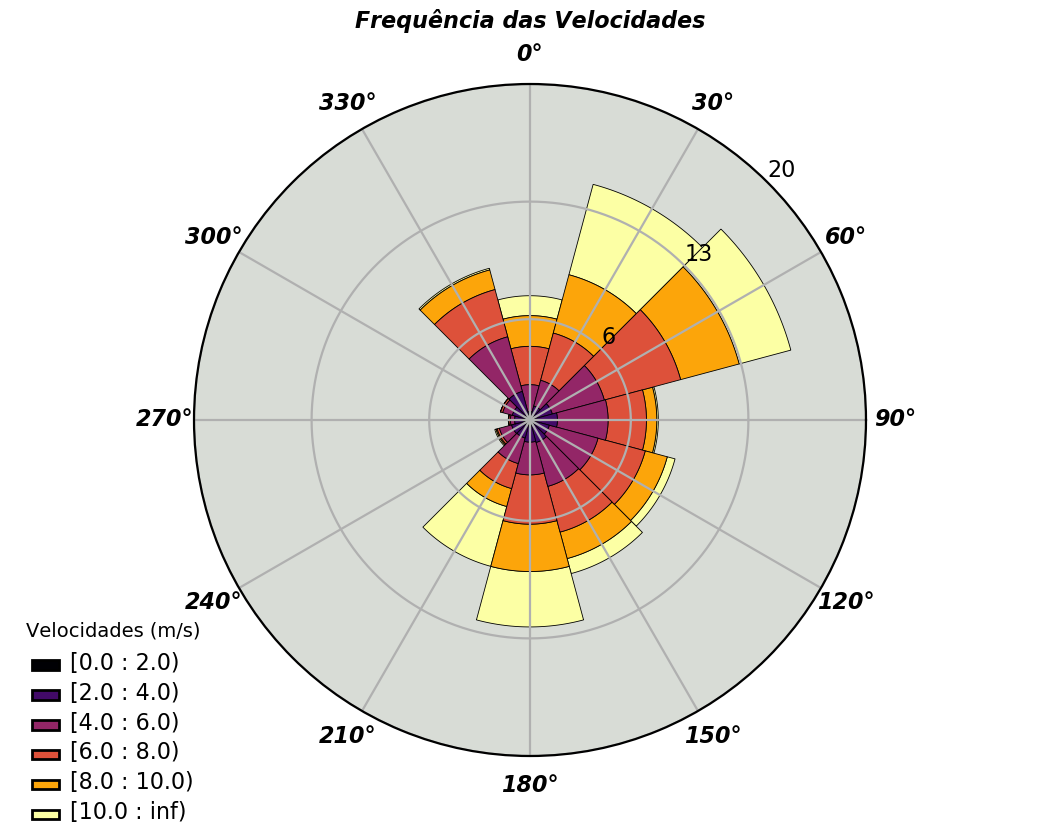 Frequência das Velocidades
0°
330°
30°
20
300°
60°
13
6
270°
90°
240°
120°
Velocidades (m/s)
[0.0 : 2.0)
[2.0 : 4.0)
[4.0 : 6.0)
[6.0 : 8.0)
[8.0 : 10.0)
[10.0 : inf)
210°
150°
180°